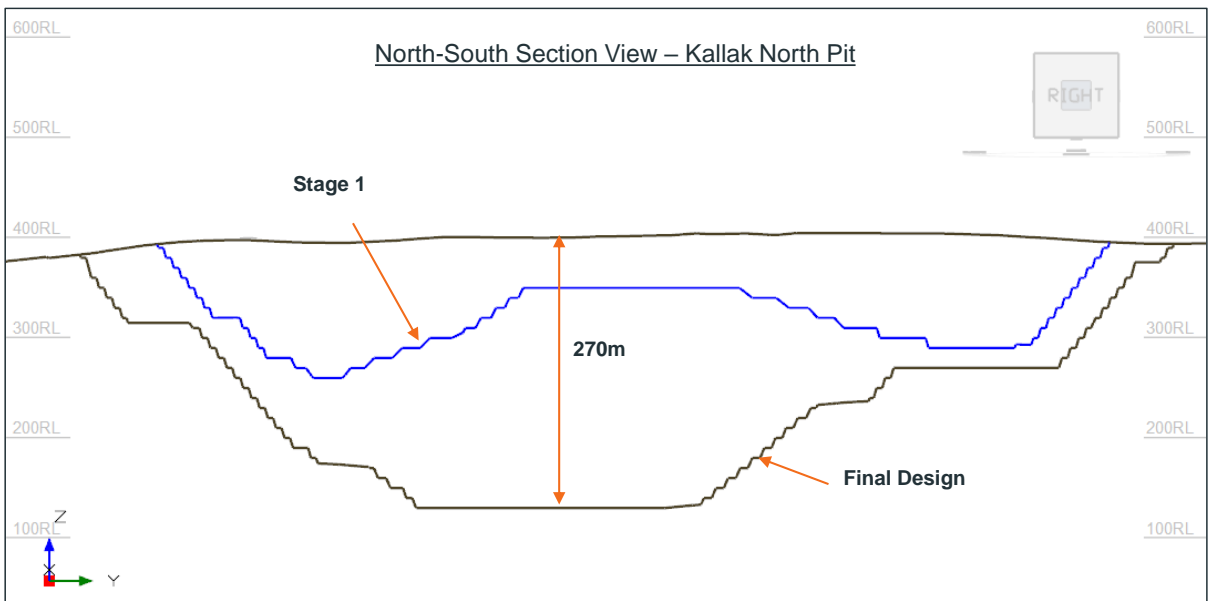 600RL
600RL
North-South Section View – Kallak North Pit
RIGHT
500RL
500RL
Stage 1
400RL
400RL
300RL
300RL
270m
200RL
200RL
Final Design
100RL
100RL
Z
X
Y